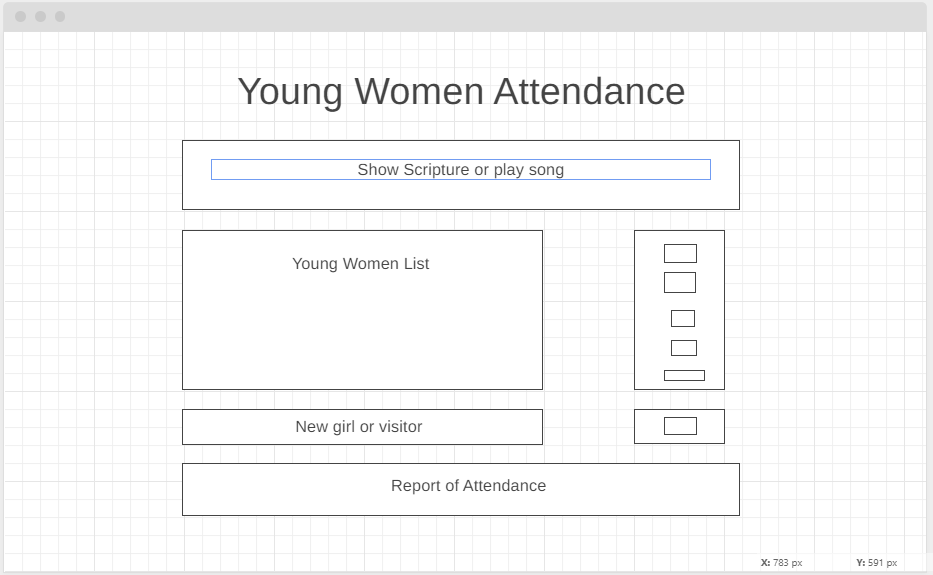 Young Women Attendance
Show Scripture or play song
Young Women List
New girl or visitor
Report of Attendance
X: 783 px Y: 591 px